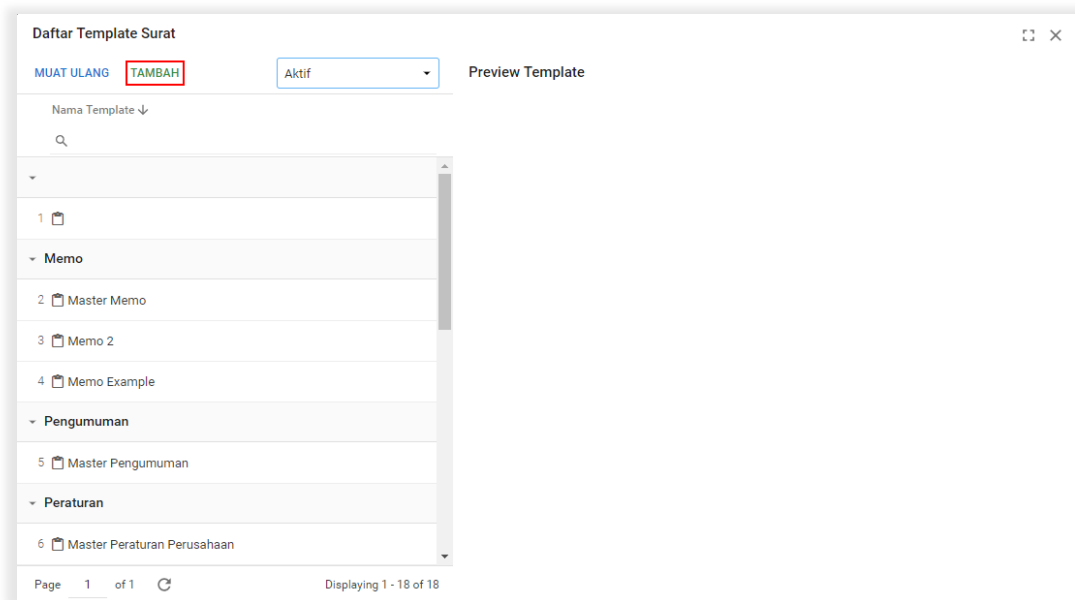 Daftar Template Surat
MUAT ULANG TAMBAH Aktif Preview Template
Nama Template
1
Memo
2 Master Memo
3 Memo 2
4 Memo Example
Pengumuman
5 Master Pengumuman
Peraturan
6 Master Peraturan Perusahaan
Page 1 of 1 Displaying 1 - 18 of 18